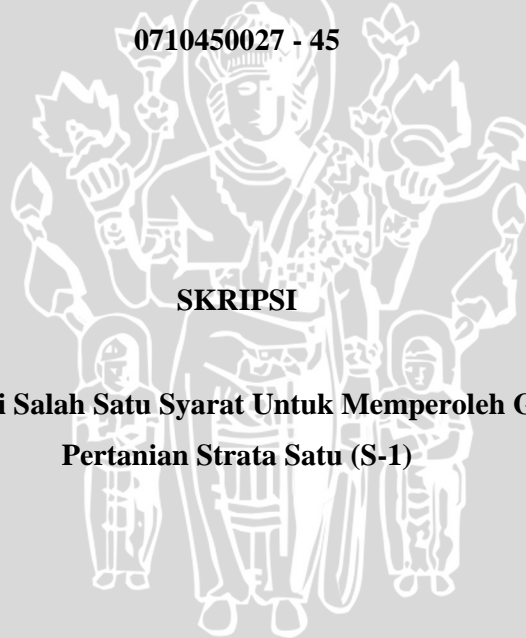 0710450027 - 45
SKRIPSI
i Salah Satu Syarat Untuk Memperoleh G
Pertanian Strata Satu (S-1)